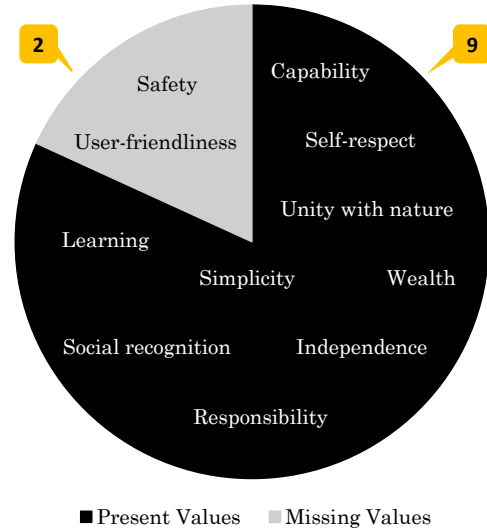 2
9
Safety
Capability
User-friendliness
Self-respect
Unity with nature
Learning
Simplicity
Wealth
Social recognition
Independence
Responsibility
Present Values
Missing Values